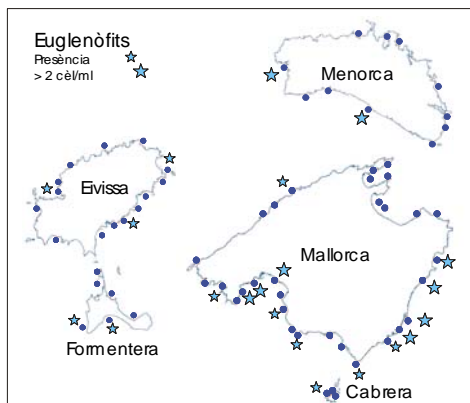 Euglenòfits
Presència
> 2 cèl/ml
Menorca
Eivissa
Mallorca
Formentera
Cabrera